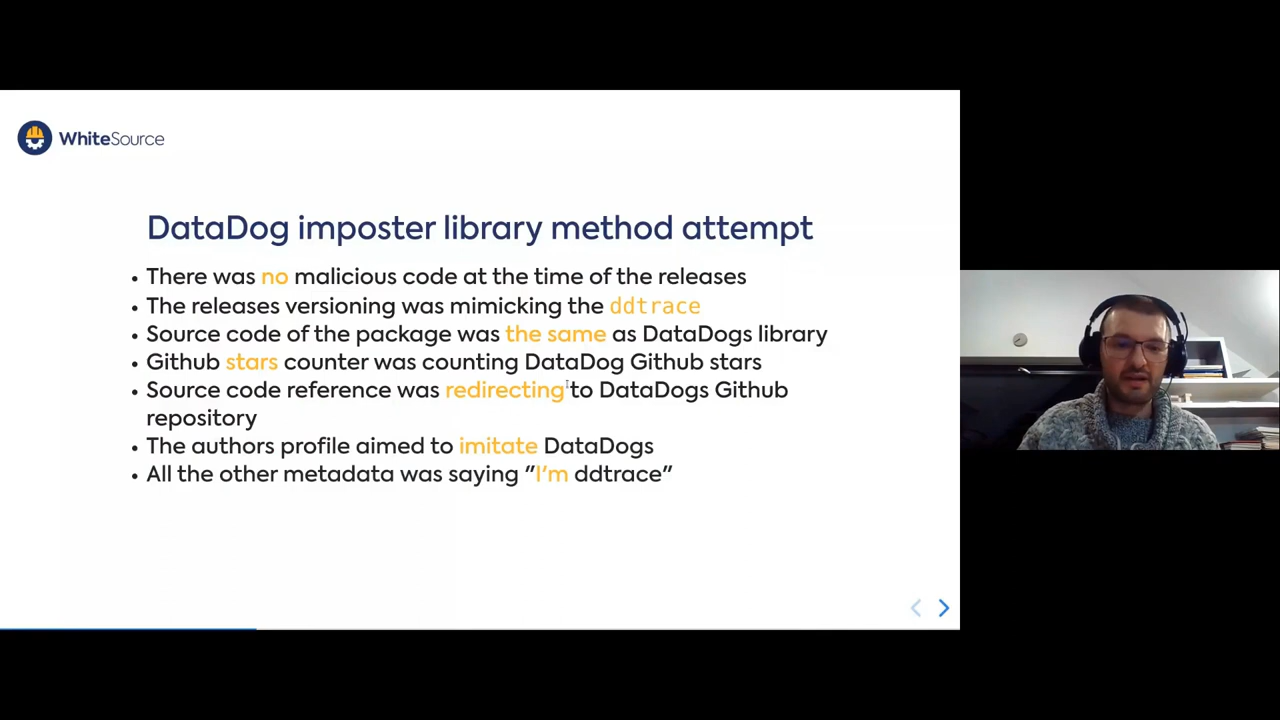 WhiteSource
DataDog imposter library method attempt
There was no malicious code at the time of the releases
The releases versioning was mimicking the ddtrace
Source code of the package was the same as DataDogs library
Github stars counter was counting DataDog Github stars
Source code reference was redirecting to DataDogs Github
repository
The authors profile aimed to imitate DataDogs
All the other metadata was saying "I'm ddtrace"